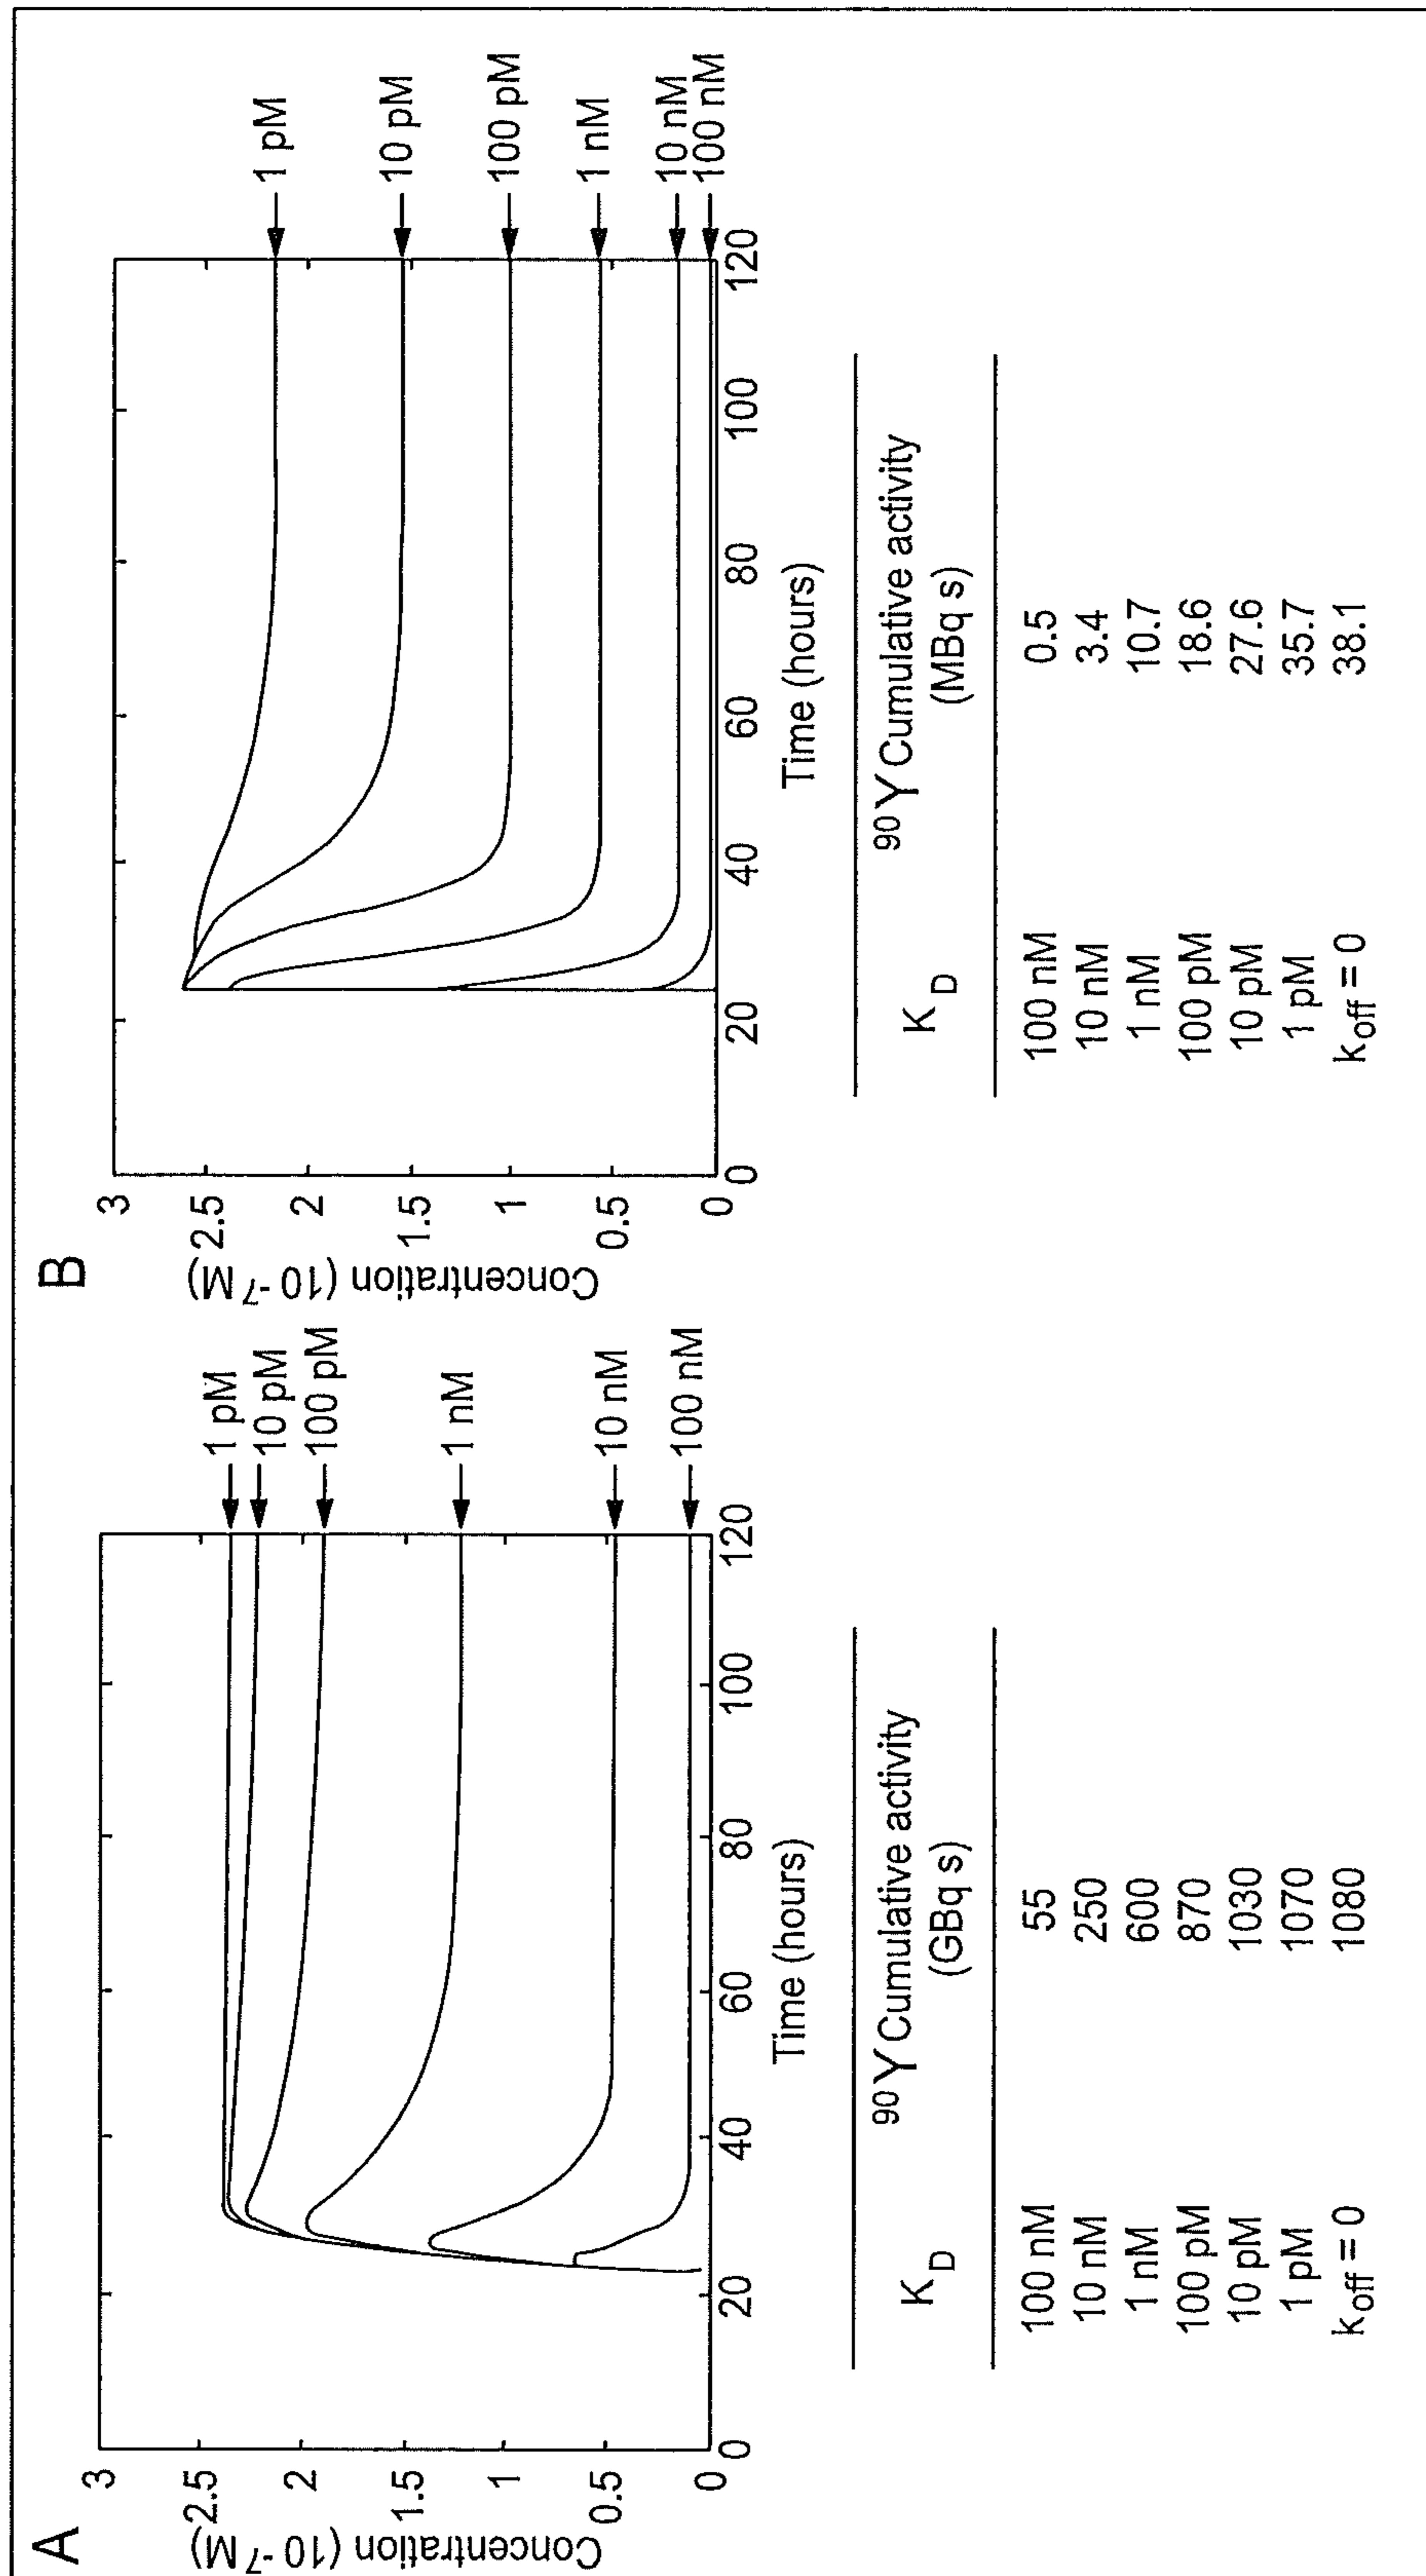 A
Concentration (10⁻⁷ M)
3
2.5
2
1.5
1
0.5
0
0 20 40 60 80 100 120
Time (hours)
1 pM
10 pM
100 pM
1 nM
10 nM
100 nM
K_D ⁹⁰Y Cumulative activity
(GBq s)
100 nM 55
10 nM 250
1 nM 600
100 pM 870
10 pM 1030
1 pM 1070
k_off = 0 1080
B
Concentration (10⁻⁷ M)
3
2.5
2
1.5
1
0.5
0
0 20 40 60 80 100 120
Time (hours)
1 pM
10 pM
100 pM
1 nM
10 nM
100 nM
K_D ⁹⁰Y Cumulative activity
(MBq s)
100 nM 0.5
10 nM 3.4
1 nM 10.7
100 pM 18.6
10 pM 27.6
1 pM 35.7
k_off = 0 38.1